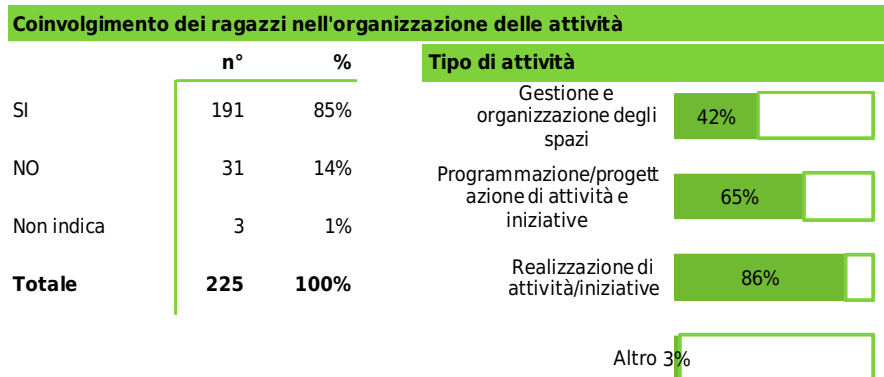 Coinvolgimento dei ragazzi nell'organizzazione delle attività
n° %
SI 191 85%
NO 31 14%
Non indica 3 1%
Totale 225 100%
Tipo di attività
Gestione e
organizzazione degli
spazi
42%
Programmazione/progett
azione di attività e
iniziative
65%
Realizzazione di
attività/iniziative
86%
Altro 3%